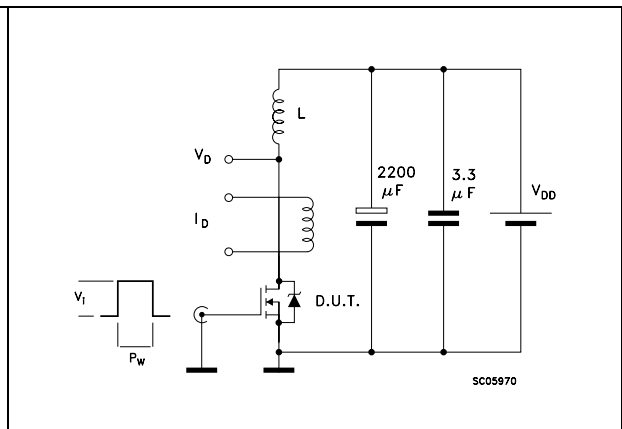 L
V_D
2200
μF
3.3
μF
V_DD
I_D
V_i
D.U.T.
P_W
SC05970